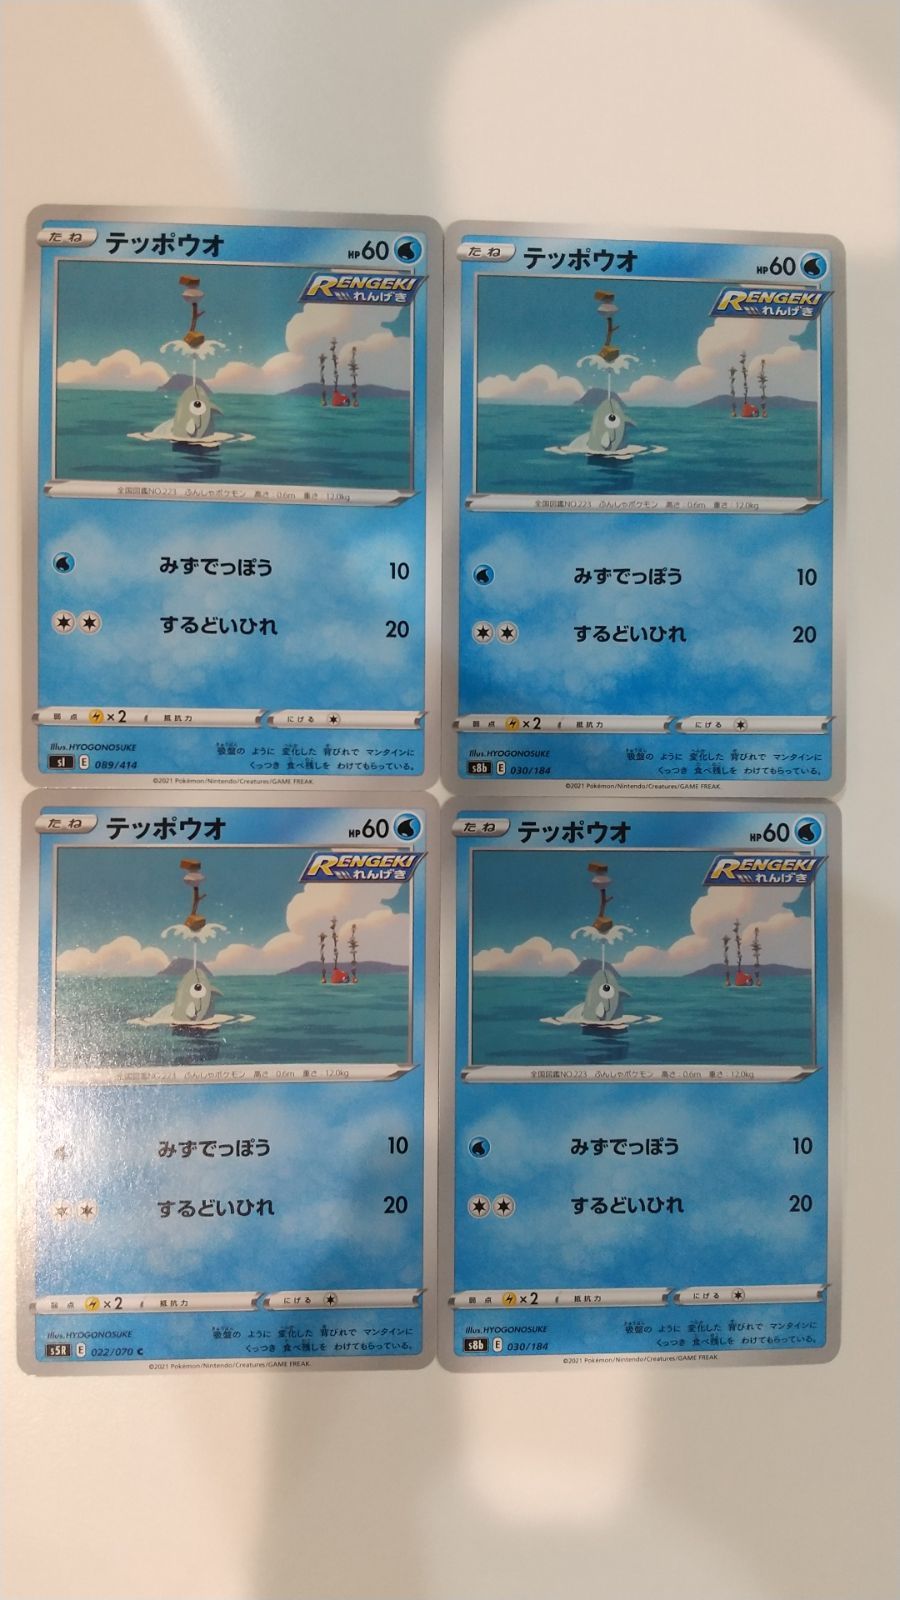 たね テッポウオ HP60
RENGEKI
れんげき
全国図鑑NO.223 ふんしゃポケモン 高さ:0.6m 重さ:12.0kg
みずでっぽう 10
するどいひれ 20
弱点 ×2 抵抗力 にげる
Illus.HYOGONOSUKE
吸盤の ように 変化した 背びれで マンタインに
くっつき 食べ残しを わけてもらっている。
sI E 089/414
©2021 Pokémon/Nintendo/Creatures/GAME FREAK.
たね テッポウオ HP60
RENGEKI
れんげき
全国図鑑NO.223 ふんしゃポケモン 高さ:0.6m 重さ:12.0kg
みずでっぽう 10
するどいひれ 20
弱点 ×2 抵抗力 にげる
Illus.HYOGONOSUKE
吸盤の ように 変化した 背びれで マンタインに
くっつき 食べ残しを わけてもらっている。
s8b E 030/184
©2021 Pokémon/Nintendo/Creatures/GAME FREAK.
たね テッポウオ HP60
RENGEKI
れんげき
全国図鑑NO.223 ふんしゃポケモン 高さ:0.6m 重さ:12.0kg
みずでっぽう 10
するどいひれ 20
弱点 ×2 抵抗力 にげる
Illus.HYOGONOSUKE
吸盤の ように 変化した 背びれで マンタインに
くっつき 食べ残しを わけてもらっている。
s5R E 022/070 C
©2021 Pokémon/Nintendo/Creatures/GAME FREAK.
たね テッポウオ HP60
RENGEKI
れんげき
全国図鑑NO.223 ふんしゃポケモン 高さ:0.6m 重さ:12.0kg
みずでっぽう 10
するどいひれ 20
弱点 ×2 抵抗力 にげる
Illus.HYOGONOSUKE
吸盤の ように 変化した 背びれで マンタインに
くっつき 食べ残しを わけてもらっている。
s8b E 030/184
©2021 Pokémon/Nintendo/Creatures/GAME FREAK.